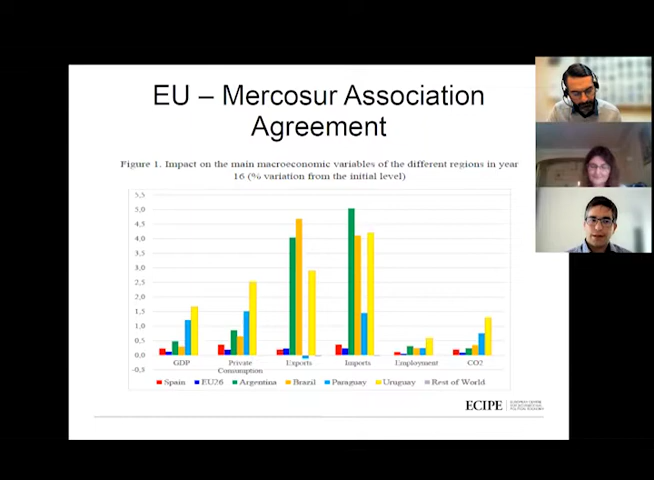 EU – Mercosur Association
Agreement
Figure 1. Impact on the main macroeconomic variables of the different regions in year
16 (% variation from the initial level)
5,5
5,0
4,5
4,0
3,5
3,0
2,5
2,0
1,5
1,0
0,5
0,0
-0,5
GDP
Private
Consumption
Exports
Imports
Employment
CO2
Spain EU26 Argentina Brazil Paraguay Uruguay Rest of World
ECIPE